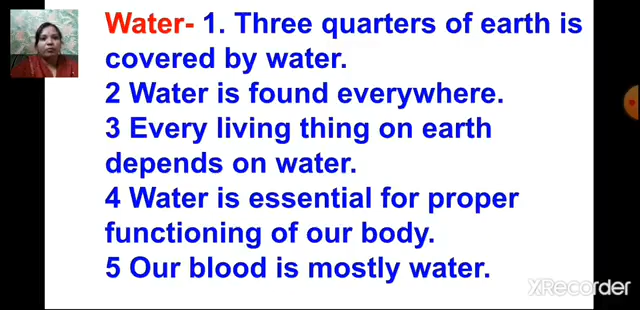 Water- 1. Three quarters of earth is
covered by water.
2 Water is found everywhere.
3 Every living thing on earth
depends on water.
4 Water is essential for proper
functioning of our body.
5 Our blood is mostly water.
XRecorder